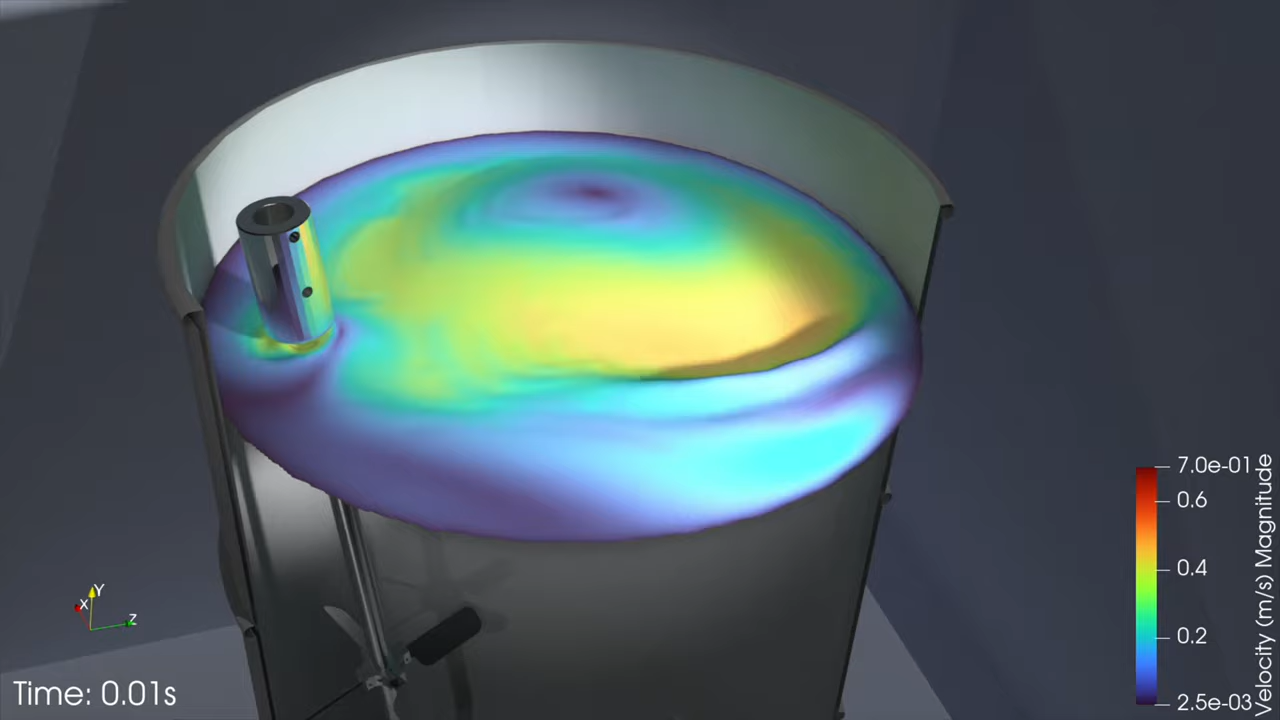 7.0e-01
0.6
0.4
0.2
2.5e-03
Velocity (m/s) Magnitude
Y
X
Z
Time: 0.01s